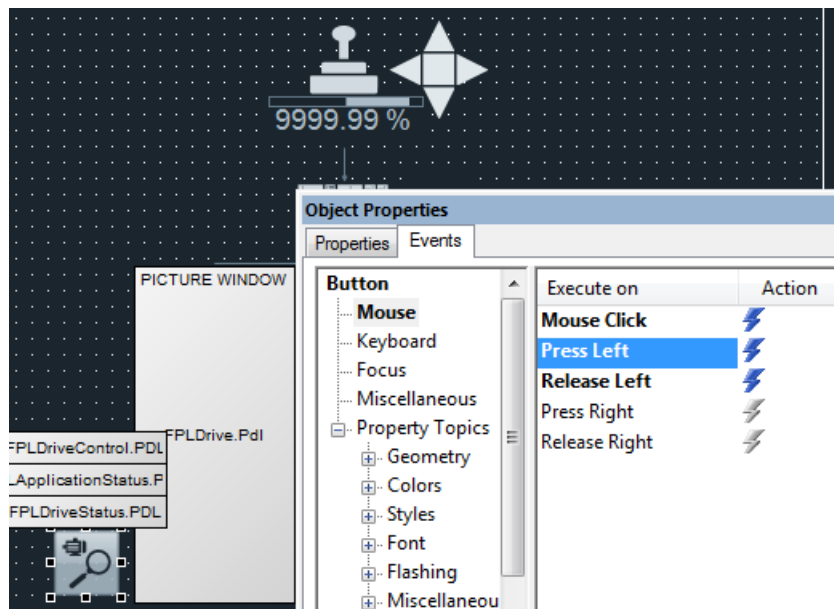 9999.99 %
Object Properties
Properties
Events
PICTURE WINDOW
FPLDrive.Pdl
FPLDriveControl.PDL
LApplicationStatus.P
FPLDriveStatus.PDL
Button
Mouse
Keyboard
Focus
Miscellaneous
Property Topics
Geometry
Colors
Styles
Font
Flashing
Miscellaneou
Execute on Action
Mouse Click
Press Left
Release Left
Press Right
Release Right